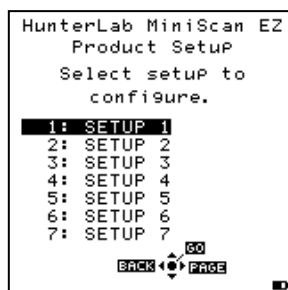 HunterLab MiniScan EZ
Product Setup
Select setup to
configure.
1: SETUP 1
2: SETUP 2
3: SETUP 3
4: SETUP 4
5: SETUP 5
6: SETUP 6
7: SETUP 7
GO
BACK PAGE